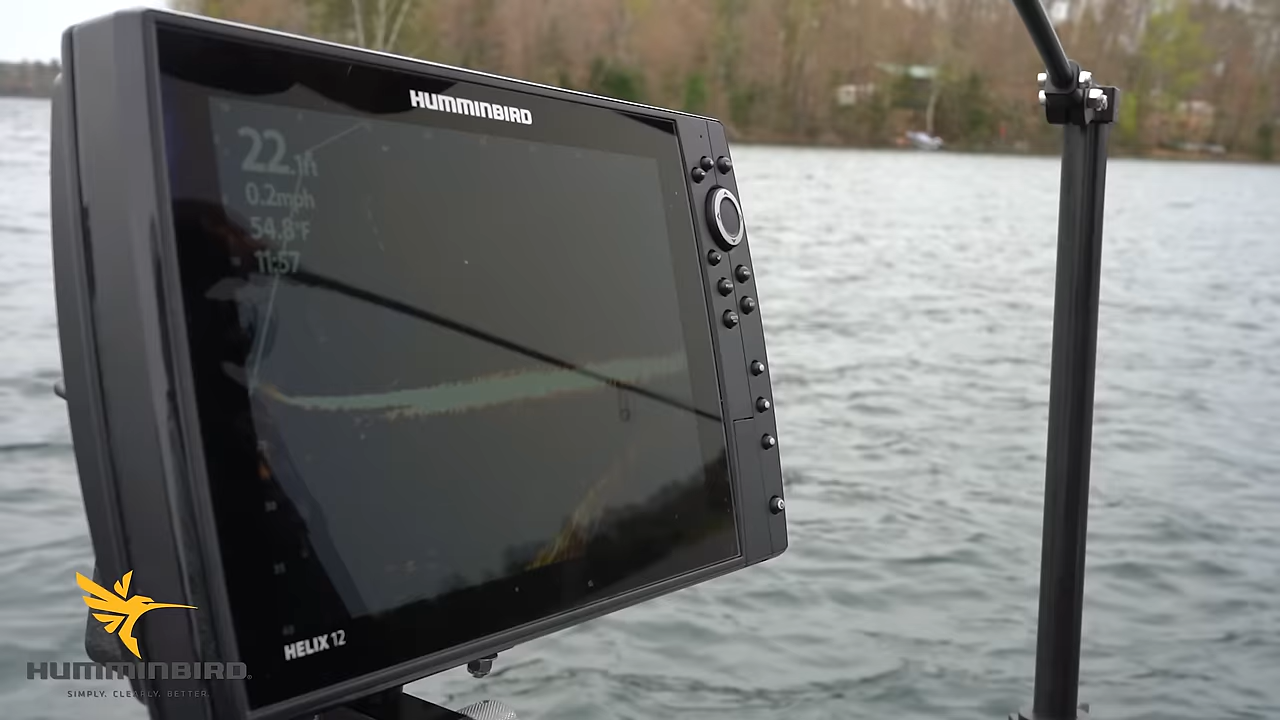 HUMMINBIRD
22.1ft
0.2mph
54.8°F
11:57
HELIX 12
HUMMINBIRD®
SIMPLY. CLEARLY. BETTER.